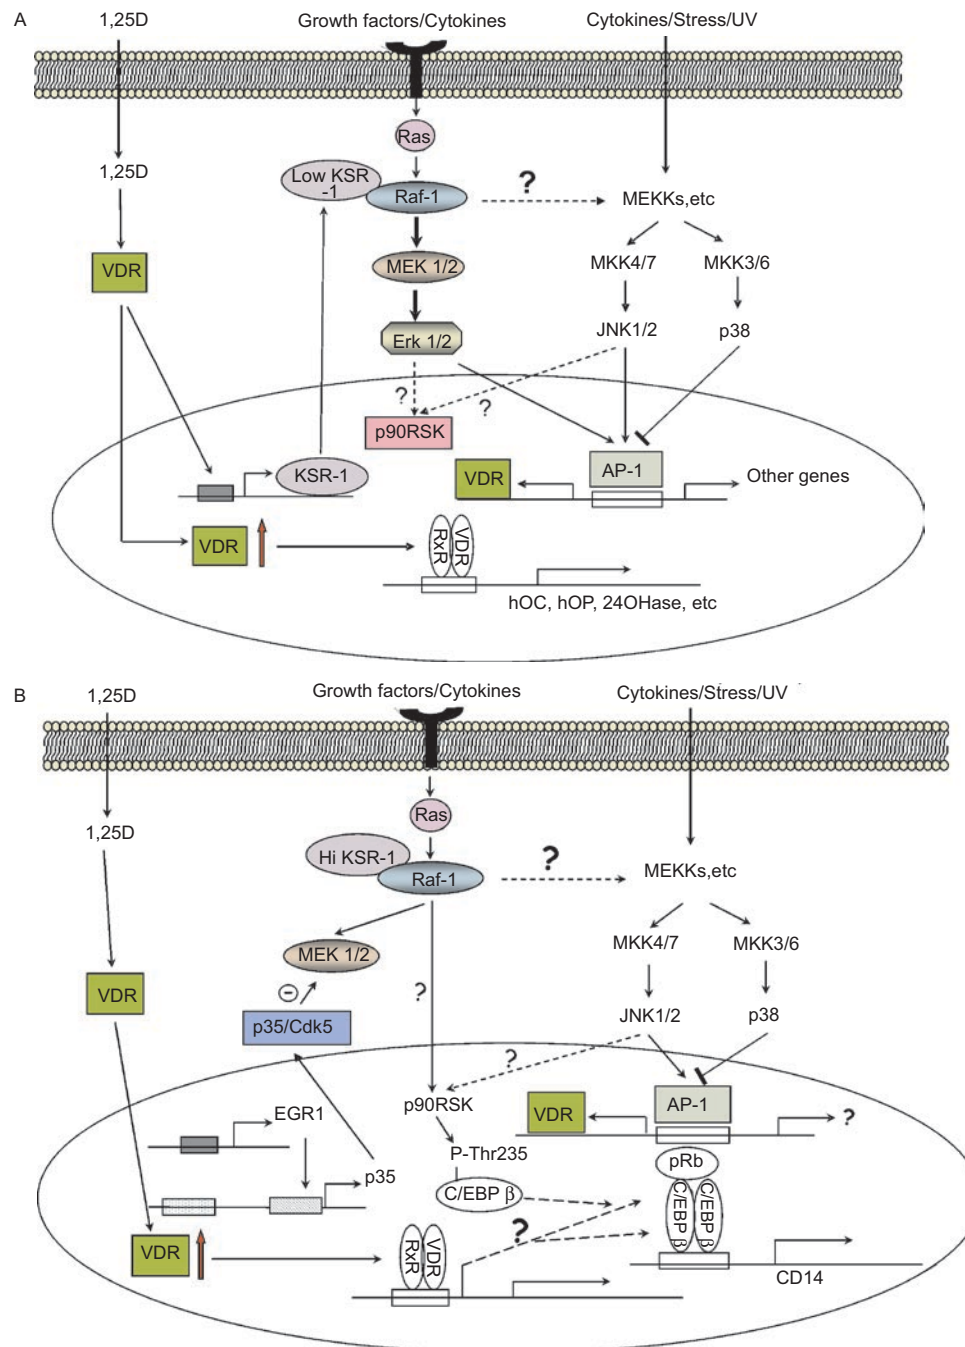 A
1,25D
Growth factors/Cytokines
Cytokines/Stress/UV
Ras
1,25D
Low KSR
-1
Raf-1
?
MEKKs,etc
VDR
MEK 1/2
MKK4/7
MKK3/6
Erk 1/2
JNK1/2
p38
?
?
p90RSK
KSR-1
VDR
AP-1
Other genes
VDR
RxR
VDR
hOC, hOP, 24OHase, etc
B
1,25D
Growth factors/Cytokines
Cytokines/Stress/UV
Ras
1,25D
Hi KSR-1
Raf-1
?
MEKKs,etc
MEK 1/2
MKK4/7
MKK3/6
VDR
-
?
p35/Cdk5
JNK1/2
p38
?
p90RSK
EGR1
VDR
AP-1
?
P-Thr235
p35
pRb
C/EBP β
C/EBP β
C/EBP β
?
VDR
RxR
VDR
CD14